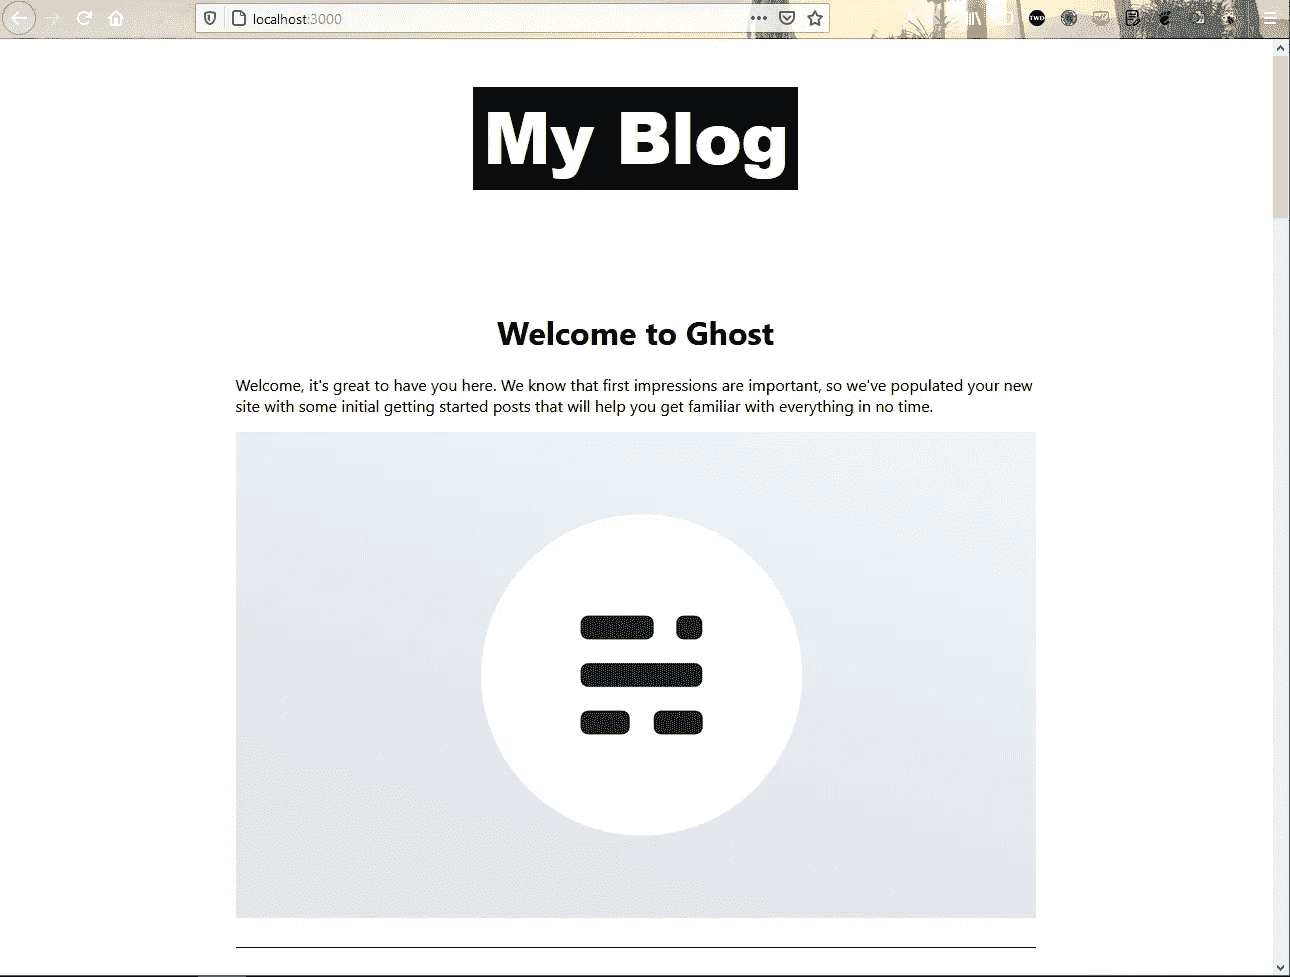 localhost:3000
TWD
My Blog
Welcome to Ghost
Welcome, it's great to have you here. We know that first impressions are important, so we've populated your new
site with some initial getting started posts that will help you get familiar with everything in no time.